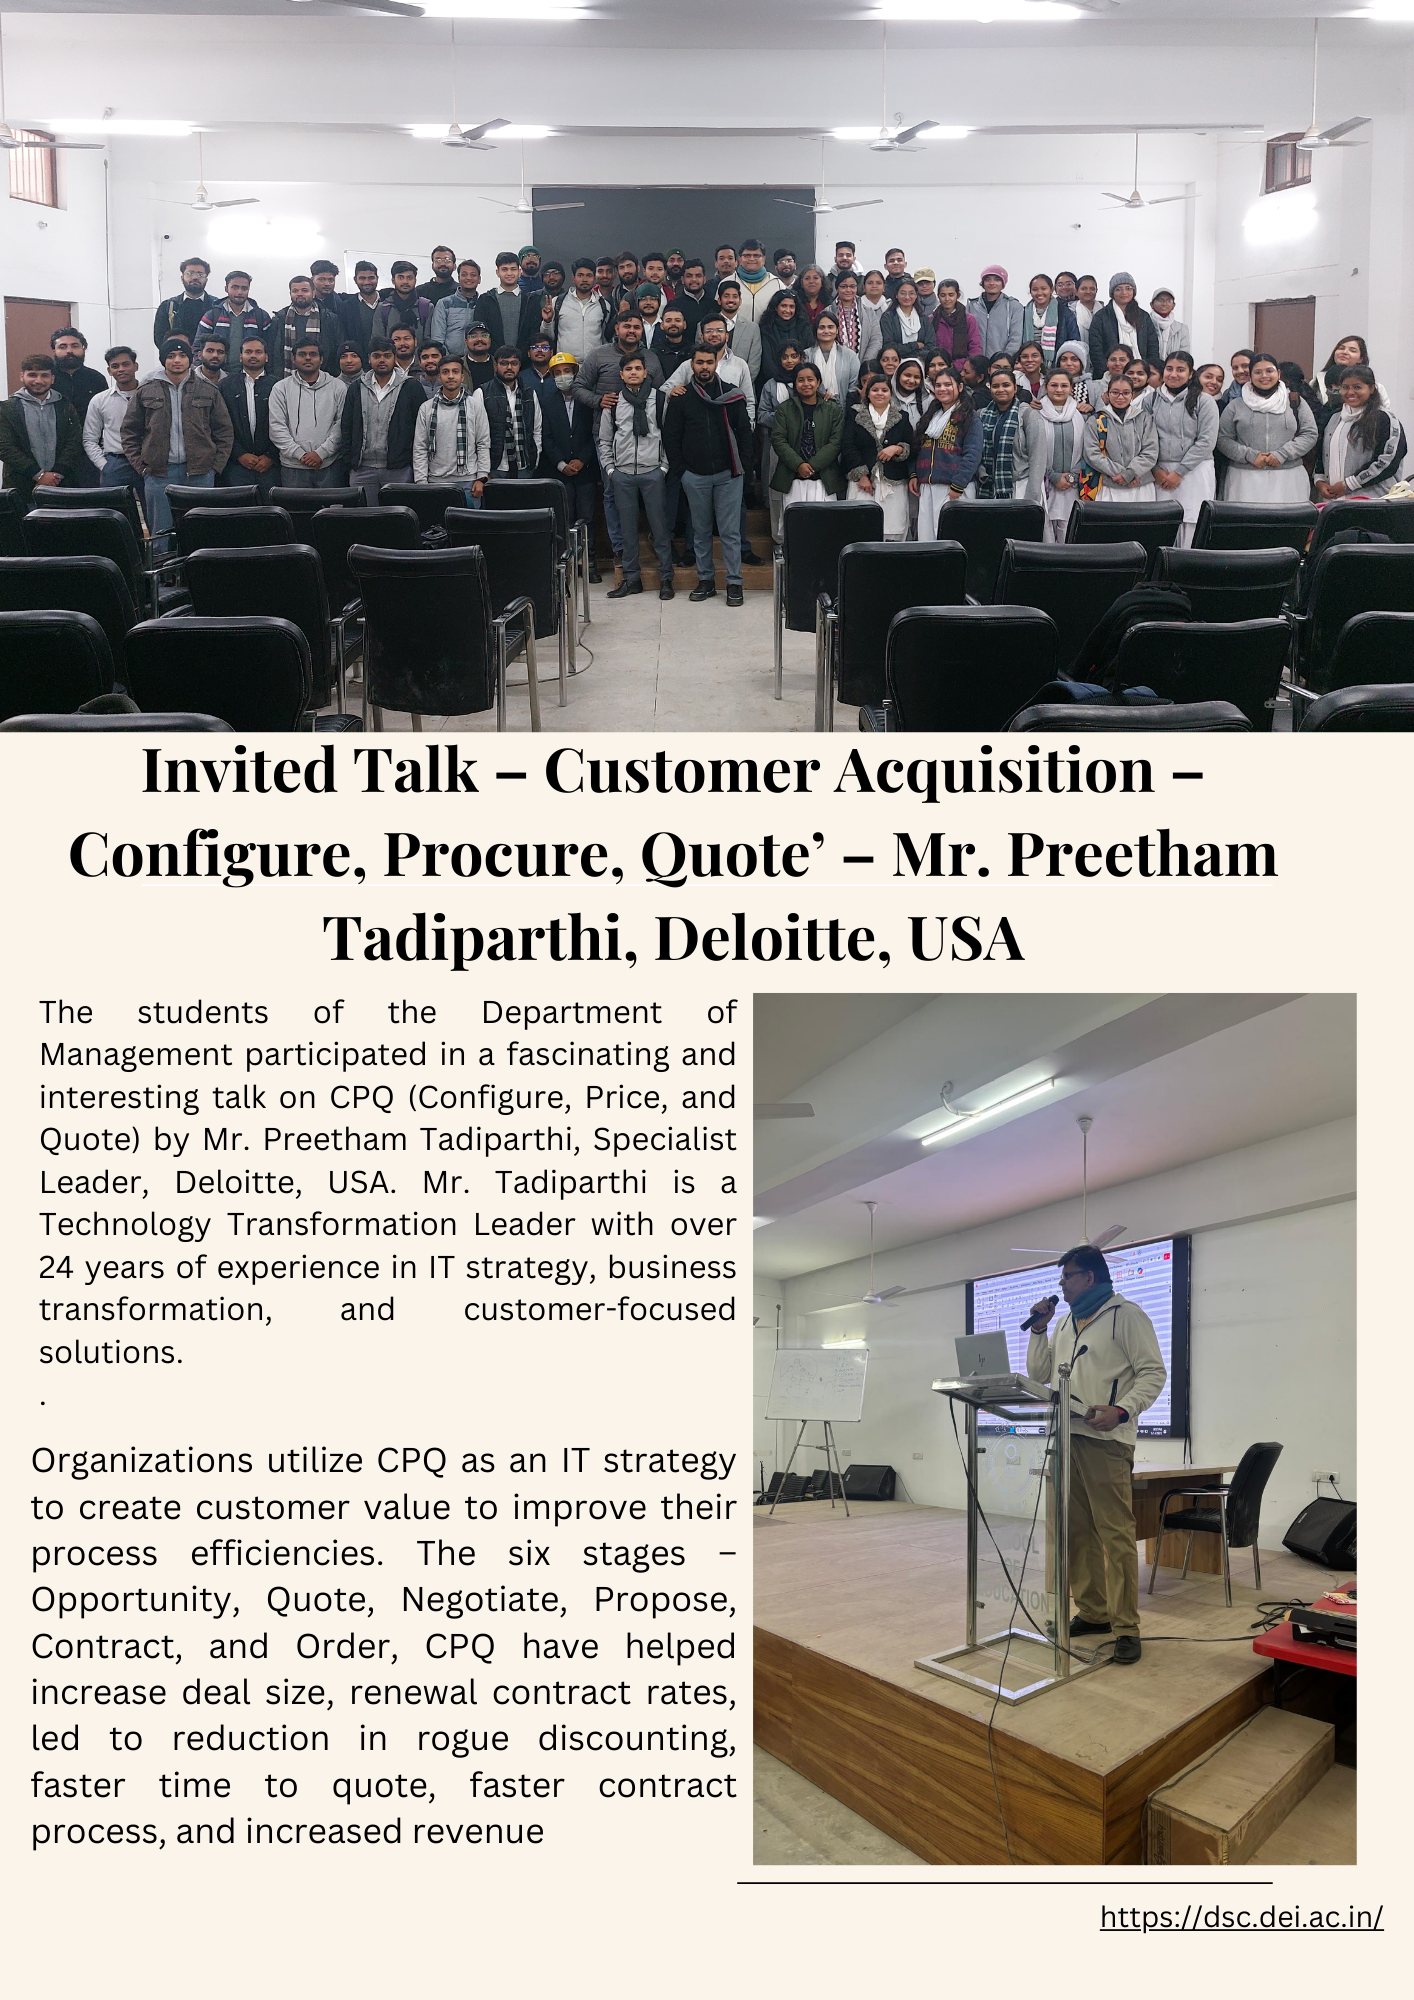 Invited Talk – Customer Acquisition –
Configure, Procure, Quote’ – Mr. Preetham
Tadiparthi, Deloitte, USA
The students of the Department of
Management participated in a fascinating and
interesting talk on CPQ (Configure, Price, and
Quote) by Mr. Preetham Tadiparthi, Specialist
Leader, Deloitte, USA. Mr. Tadiparthi is a
Technology Transformation Leader with over
24 years of experience in IT strategy, business
transformation, and customer-focused
solutions.
.
Organizations utilize CPQ as an IT strategy
to create customer value to improve their
process efficiencies. The six stages –
Opportunity, Quote, Negotiate, Propose,
Contract, and Order, CPQ have helped
increase deal size, renewal contract rates,
led to reduction in rogue discounting,
faster time to quote, faster contract
process, and increased revenue
https://dsc.dei.ac.in/